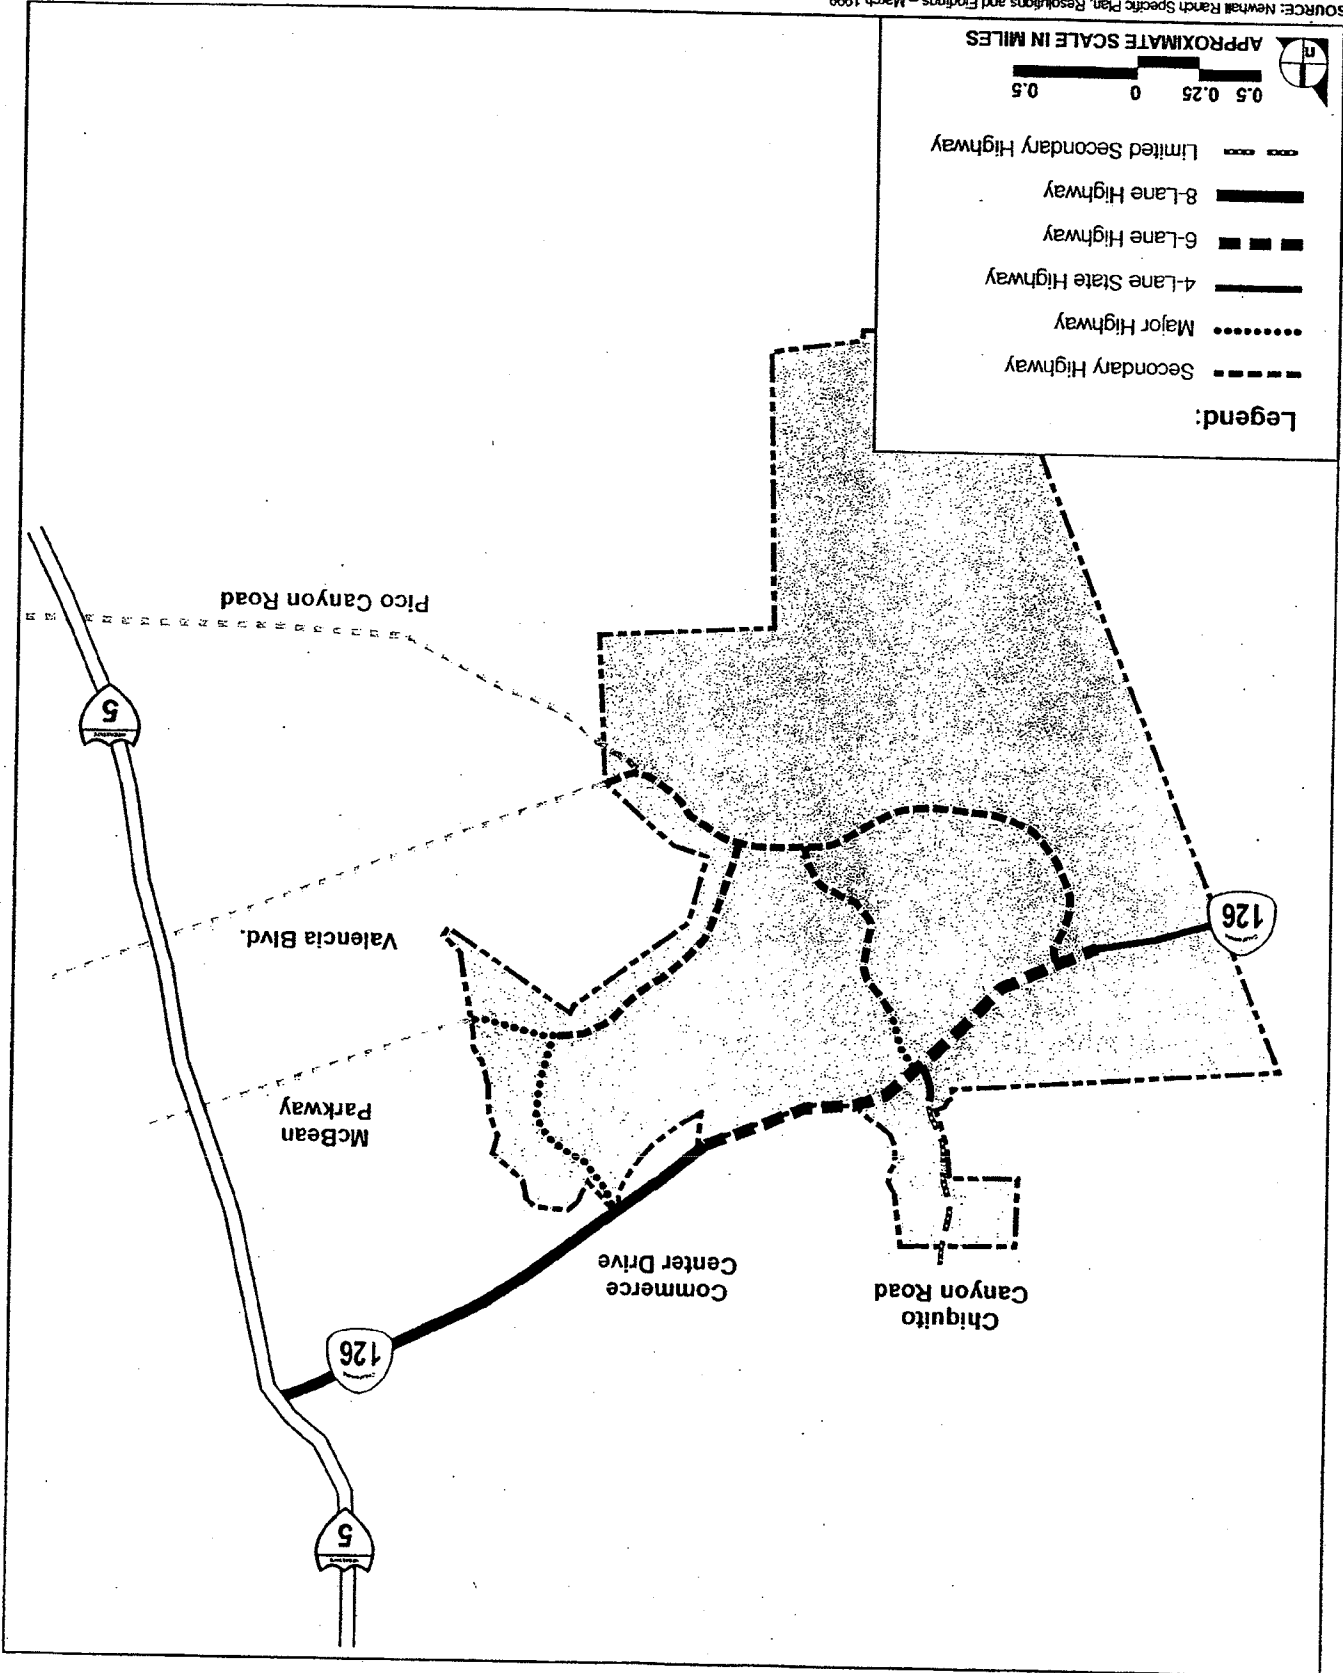 5
126
Chiquito
Canyon Road
Commerce
Center Drive
McBean
Parkway
Valencia Blvd.
126
5
Pico Canyon Road
Legend:
Secondary Highway
Major Highway
4-Lane State Highway
6-Lane Highway
8-Lane Highway
Limited Secondary Highway
0.5 0.25 0 0.5
n
APPROXIMATE SCALE IN MILES
SOURCE: Newhall Ranch Specific Plan, Resolutions and Findings – March 1999